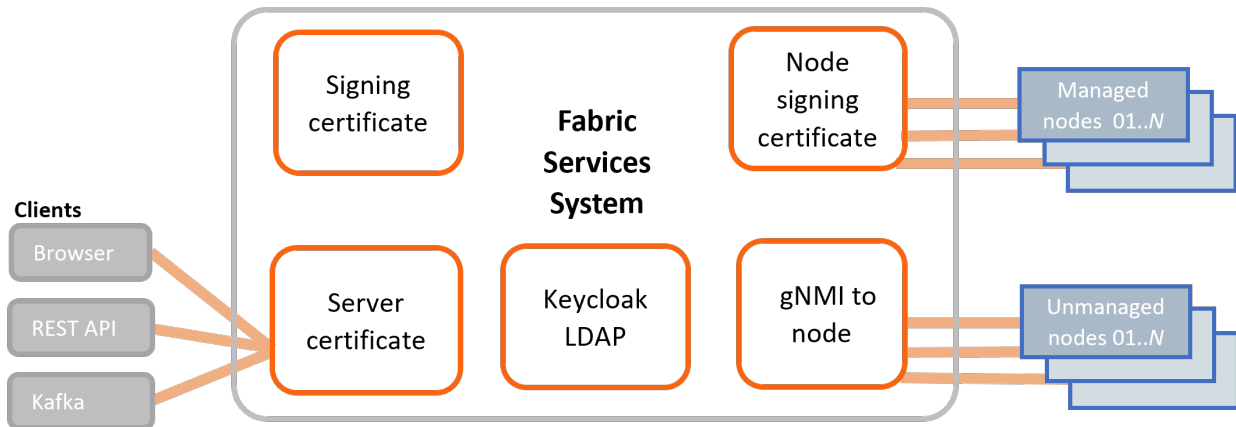 Signing
certificate
Fabric
Services
System
Node
signing
certificate
Managed
nodes 01..N
Clients
Browser
REST API
Kafka
Server
certificate
Keycloak
LDAP
gNMI to
node
Unmanaged
nodes 01..N